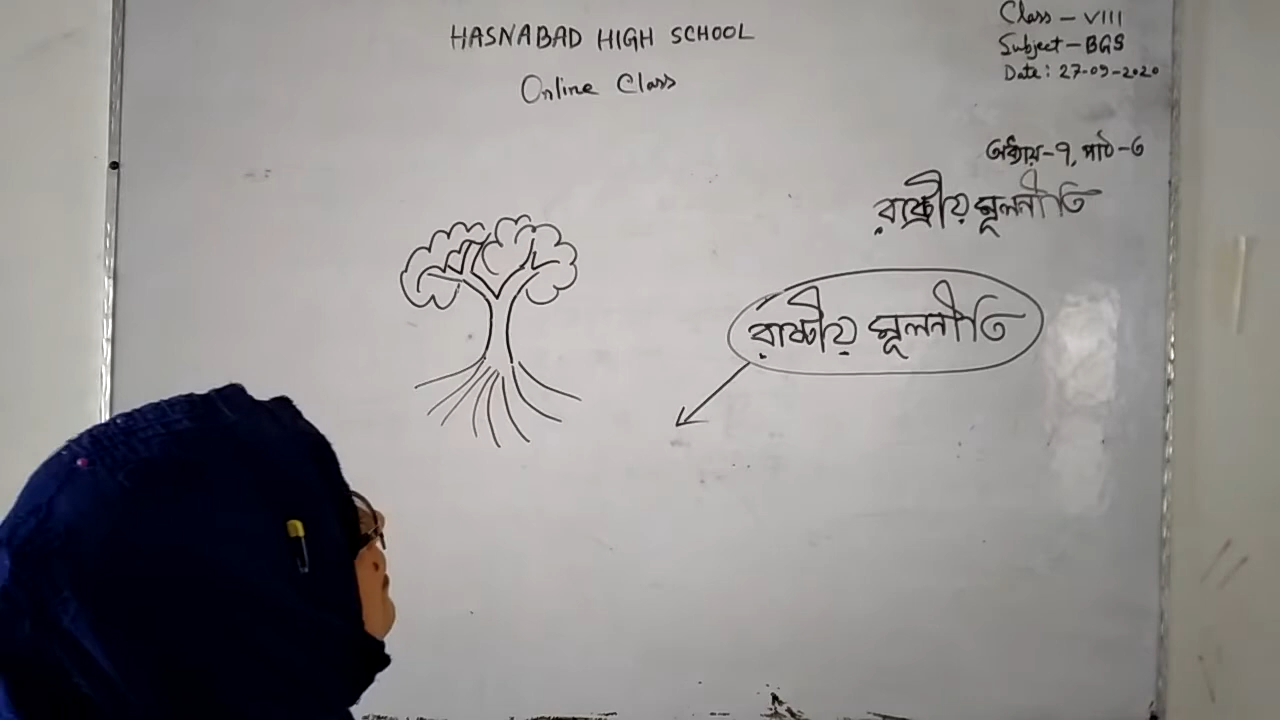 HASNABAD HIGH SCHOOL
Online Class
Class - VIII
Subject - BGS
Date: 27-09-2020
অধ্যায়-৭, পাঠ-৩
রাষ্ট্রীয় মূলনীতি
রাষ্টীয় মূলনীতি